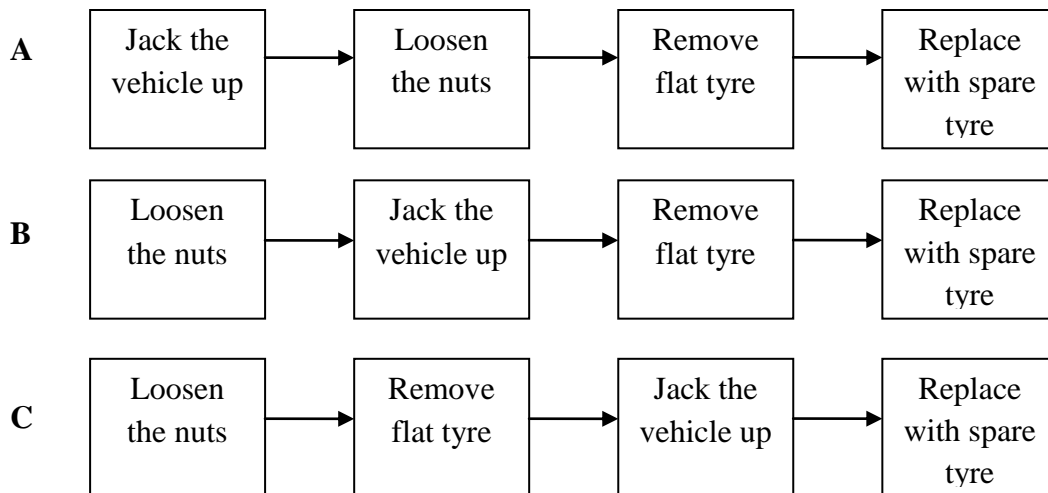 A
Jack the
vehicle up
Loosen
the nuts
Remove
flat tyre
Replace
with spare
tyre
B
Loosen
the nuts
Jack the
vehicle up
Remove
flat tyre
Replace
with spare
tyre
C
Loosen
the nuts
Remove
flat tyre
Jack the
vehicle up
Replace
with spare
tyre